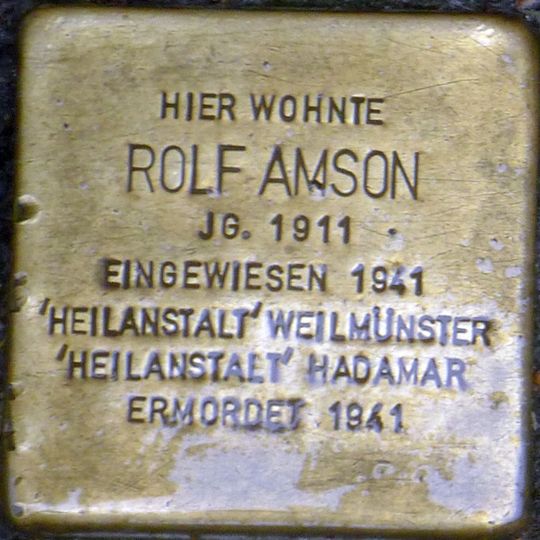 HIER WOHNTE
ROLF AMSON
JG. 1911
EINGEWIESEN 1941
'HEILANSTALT' WEILMÜNSTER
'HEILANSTALT' HADAMAR
ERMORDET 1941